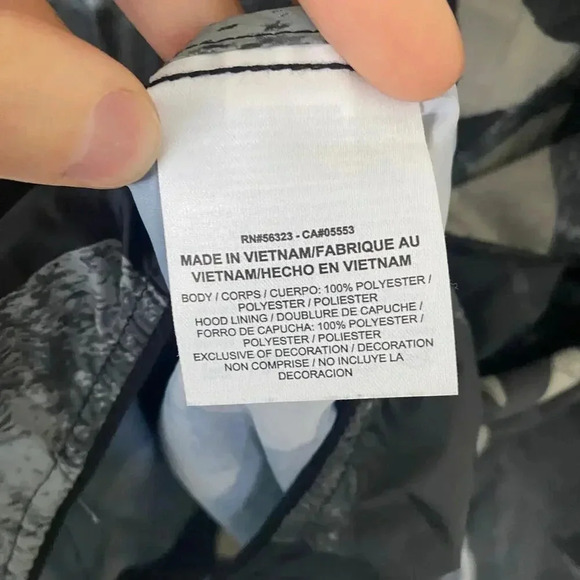 RN#56323 - CA#05553
MADE IN VIETNAM/FABRIQUE AU
VIETNAM/HECHO EN VIETNAM
BODY / CORPS / CUERPO: 100% POLYESTER /
POLYESTER / POLIESTER
HOOD LINING / DOUBLURE DE CAPUCHE /
FORRO DE CAPUCHA: 100% POLYESTER /
POLYESTER / POLIESTER
EXCLUSIVE OF DECORATION / DECORATION
NON COMPRISE / NO INCLUYE LA
DECORACION